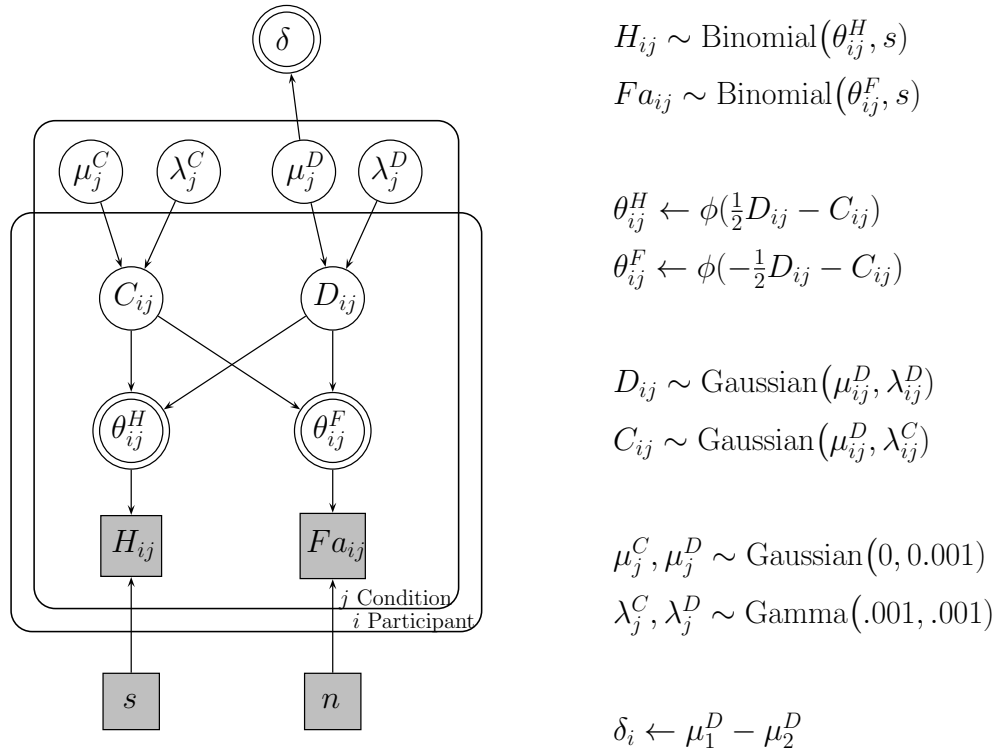 δ
μ_j^C λ_j^C μ_j^D λ_j^D
C_ij D_ij
θ_ij^H θ_ij^F
H_ij Fa_ij
j Condition
i Participant
s n
H_ij ∼ Binomial(θ_ij^H, s)
Fa_ij ∼ Binomial(θ_ij^F, s)
θ_ij^H ← ϕ(½D_ij − C_ij)
θ_ij^F ← ϕ(−½D_ij − C_ij)
D_ij ∼ Gaussian(μ_ij^D, λ_ij^D)
C_ij ∼ Gaussian(μ_ij^D, λ_ij^C)
μ_j^C, μ_j^D ∼ Gaussian(0, 0.001)
λ_j^C, λ_j^D ∼ Gamma(.001, .001)
δ_i ← μ_1^D − μ_2^D